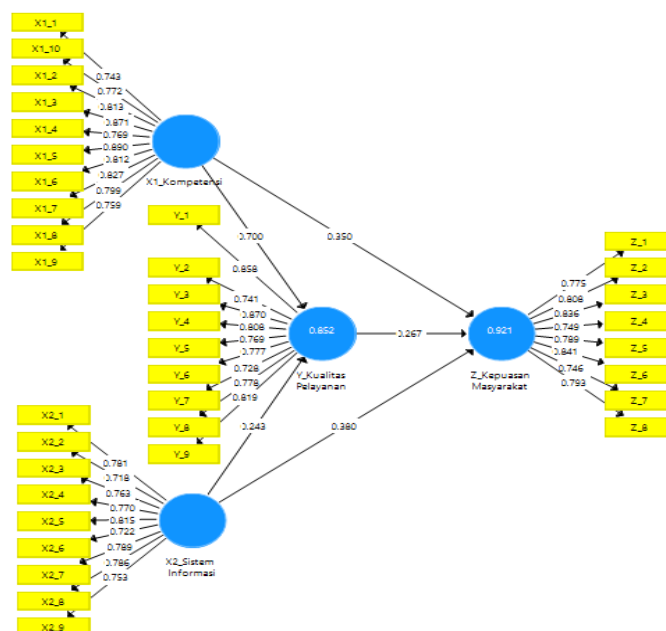 X1_1
X1_10
X1_2
X1_3
X1_4
X1_5
X1_6
X1_7
X1_8
X1_9
0.743
0.772
0.813
0.871
0.769
0.890
0.812
0.827
0.799
0.759
X1_Kompetensi
0.700
0.350
Y_1
Y_2
Y_3
Y_4
Y_5
Y_6
Y_7
Y_8
Y_9
0.858
0.741
0.870
0.808
0.769
0.777
0.728
0.778
0.819
0.852
Y_Kualitas
Pelayanan
0.267
0.921
Z_Kepuasan
Masyarakat
0.775
0.808
0.836
0.749
0.789
0.841
0.746
0.793
Z_1
Z_2
Z_3
Z_4
Z_5
Z_6
Z_7
Z_8
0.243
0.380
X2_1
X2_2
X2_3
X2_4
X2_5
X2_6
X2_7
X2_8
X2_9
0.781
0.718
0.763
0.770
0.815
0.722
0.789
0.786
0.753
X2_Sistem
Informasi